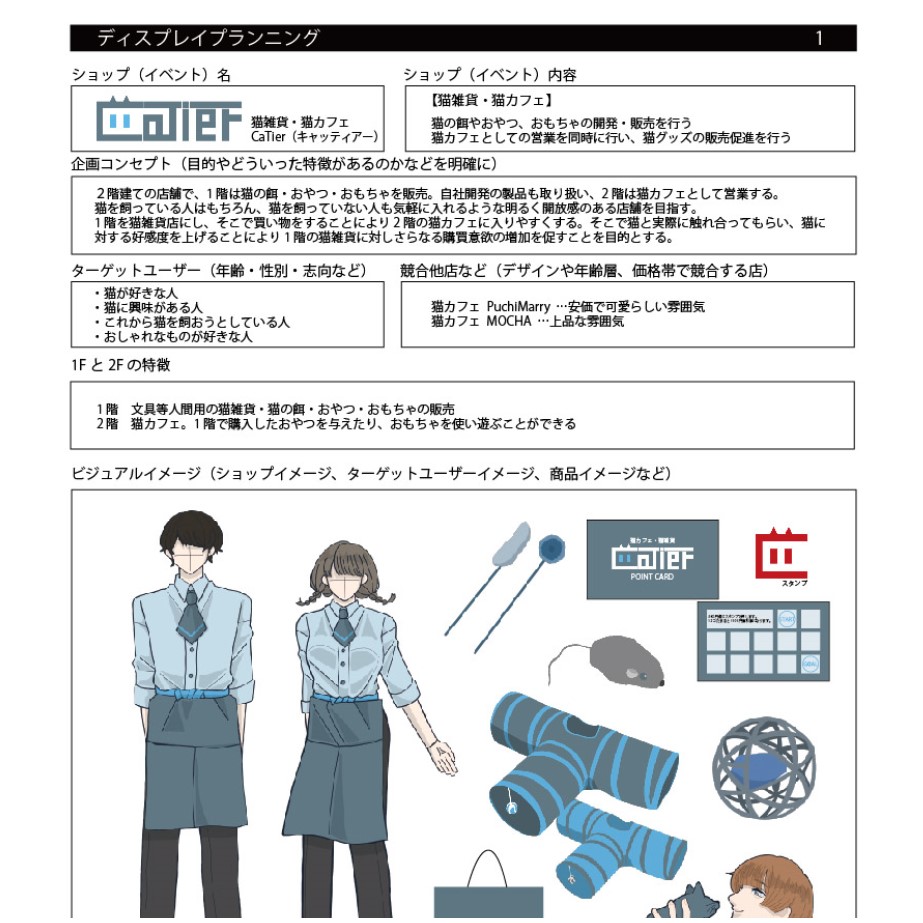 ディスプレイプランニング 1
ショップ（イベント）名
CaTier
猫雑貨・猫カフェ
CaTier（キャッティアー）
ショップ（イベント）内容
【猫雑貨・猫カフェ】
猫の餌やおやつ、おもちゃの開発・販売を行う
猫カフェとしての営業を同時に行い、猫グッズの販売促進を行う
企画コンセプト（目的やどういった特徴があるのかなどを明確に）
２階建ての店舗で、１階は猫の餌・おやつ・おもちゃを販売。自社開発の製品も取り扱い、２階は猫カフェとして営業する。
猫を飼っている人はもちろん、猫を飼っていない人も気軽に入れるような明るく開放感のある店舗を目指す。
１階を猫雑貨店にし、そこで買い物をすることにより２階の猫カフェに入りやすくする。そこで猫と実際に触れ合ってもらい、猫に
対する好感度を上げることにより１階の猫雑貨に対しさらなる購買意欲の増加を促すことを目的とする。
ターゲットユーザー（年齢・性別・志向など）
・猫が好きな人
・猫に興味がある人
・これから猫を飼おうとしている人
・おしゃれなものが好きな人
競合他店など（デザインや年齢層、価格帯で競合する店）
猫カフェ PuchiMarry …安価で可愛らしい雰囲気
猫カフェ MOCHA …上品な雰囲気
1F と 2F の特徴
１階　文具等人間用の猫雑貨・猫の餌・おやつ・おもちゃの販売
２階　猫カフェ。１階で購入したおやつを与えたり、おもちゃを使い遊ぶことができる
ビジュアルイメージ（ショップイメージ、ターゲットユーザーイメージ、商品イメージなど）
猫カフェ・猫雑貨
CaTier
POINT CARD
スタンプ